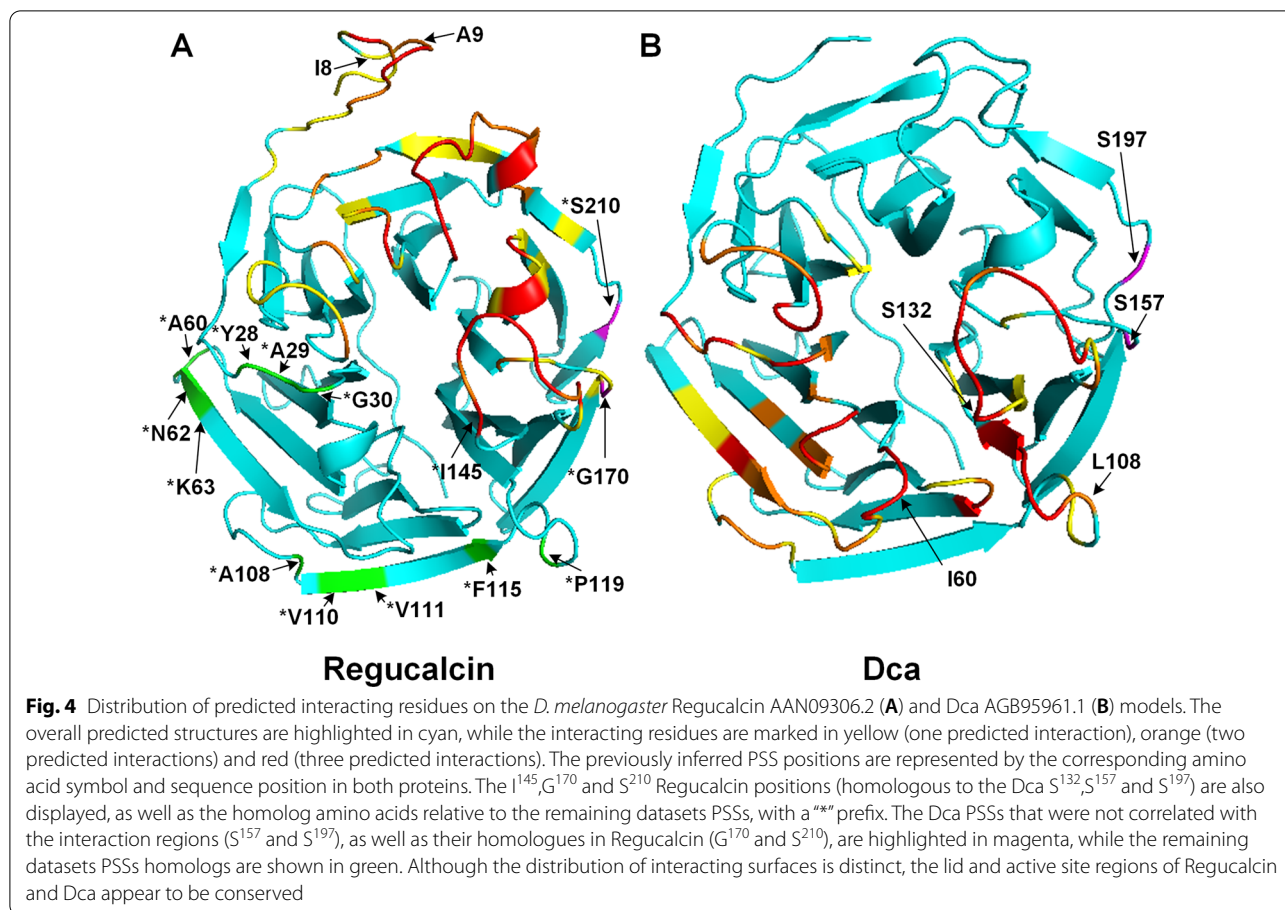 A
B
A9
I8
S197
*S210
S157
S132
*A60
*Y28
*A29
*G30
*N62
*I145
*G170
*K63
L108
*F115
*P119
*A108
I60
*V110
*V111
Regucalcin
Dca
Fig. 4 Distribution of predicted interacting residues on the D. melanogaster Regucalcin AAN09306.2 (A) and Dca AGB95961.1 (B) models. The
overall predicted structures are highlighted in cyan, while the interacting residues are marked in yellow (one predicted interaction), orange (two
predicted interactions) and red (three predicted interactions). The previously inferred PSS positions are represented by the corresponding amino
acid symbol and sequence position in both proteins. The I145,G170 and S210 Regucalcin positions (homologous to the Dca S132,S157 and S197) are also
displayed, as well as the homolog amino acids relative to the remaining datasets PSSs, with a “*” prefix. The Dca PSSs that were not correlated with
the interaction regions (S157 and S197), as well as their homologues in Regucalcin (G170 and S210), are highlighted in magenta, while the remaining
datasets PSSs homologs are shown in green. Although the distribution of interacting surfaces is distinct, the lid and active site regions of Regucalcin
and Dca appear to be conserved